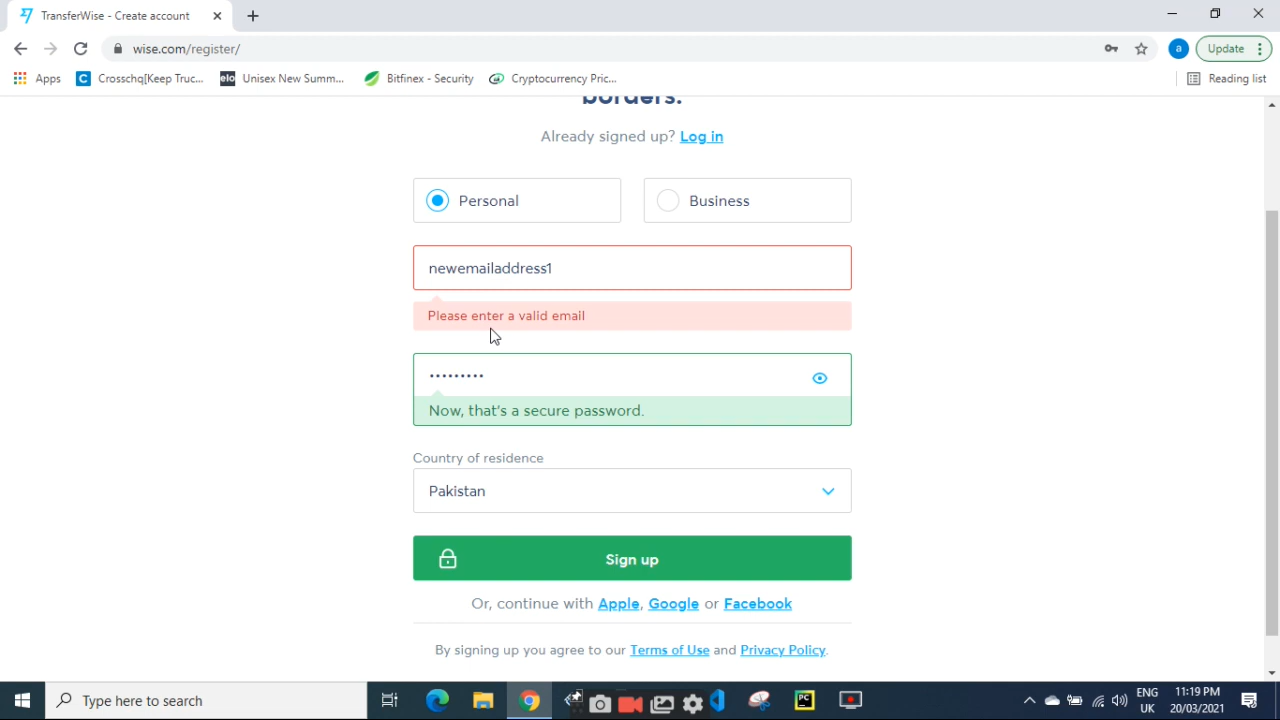 TransferWise - Create account
wise.com/register/
a
Update
Apps
C
Crosschq[Keep Truc...
elo
Unisex New Summ...
Bitfinex - Security
Cryptocurrency Pric...
Reading list
borders.
Already signed up? Log in
Personal
Business
newemailaddress1
Please enter a valid email
•••••••••
Now, that's a secure password.
Country of residence
Pakistan
Sign up
Or, continue with Apple, Google or Facebook
By signing up you agree to our Terms of Use and Privacy Policy.
Type here to search
PC
ENG
UK
11:19 PM
20/03/2021